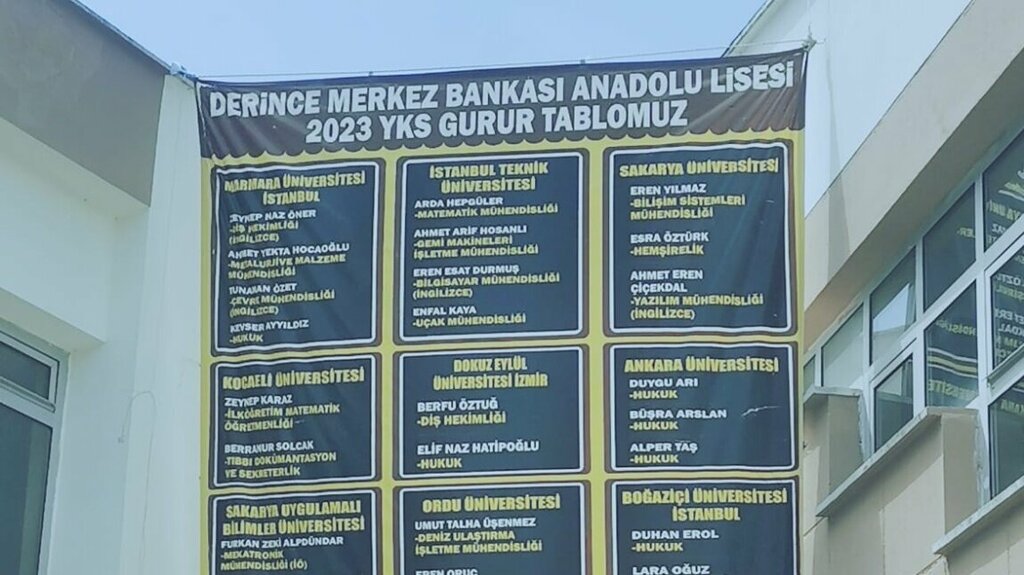 DERİNCE MERKEZ BANKASI ANADOLU LİSESİ
2023 YKS GURUR TABLOMUZ
MARMARA ÜNİVERSİTESİ
İSTANBUL
ZEYNEP NAZ ÖNER
-DİŞ HEKİMLİĞİ
(İNGİLİZCE)
AHMET YEKTA HOCAOĞLU
-METALURJİ VE MALZEME
MÜHENDİSLİĞİ
TUNAHAN ÖZET
-ÇEVRE MÜHENDİSLİĞİ
(İNGİLİZCE)
KEVSER AYYILDIZ
-HUKUK
İSTANBUL TEKNİK
ÜNİVERSİTESİ
ARDA HEPGÜLER
-MATEMATİK MÜHENDİSLİĞİ
AHMET ARİF HOSANLI
-GEMİ MAKİNELERİ
İŞLETME MÜHENDİSLİĞİ
EREN ESAT DURMUŞ
-BİLGİSAYAR MÜHENDİSLİĞİ
(İNGİLİZCE)
ENFAL KAYA
-UÇAK MÜHENDİSLİĞİ
SAKARYA ÜNİVERSİTESİ
EREN YILMAZ
-BİLİŞİM SİSTEMLERİ
MÜHENDİSLİĞİ
ESRA ÖZTÜRK
-HEMŞİRELİK
AHMET EREN
ÇİÇEKDAL
-YAZILIM MÜHENDİSLİĞİ
(İNGİLİZCE)
KOCAELİ ÜNİVERSİTESİ
ZEYNEP KARAZ
-İLKÖĞRETİM MATEMATİK
ÖĞRETMENLİĞİ
BERRANUR SOLCAK
-TIBBİ DOKÜMANTASYON
VE SEKRETERLİK
DOKUZ EYLÜL
ÜNİVERSİTESİ İZMİR
BERFU ÖZTUĞ
-DİŞ HEKİMLİĞİ
ELİF NAZ HATİPOĞLU
-HUKUK
ANKARA ÜNİVERSİTESİ
DUYGU ARI
-HUKUK
BÜŞRA ARSLAN
-HUKUK
ALPER TAŞ
-HUKUK
SAKARYA UYGULAMALI
BİLİMLER ÜNİVERSİTESİ
FURKAN ZEKİ ALPDÜNDAR
-MEKATRONİK
MÜHENDİSLİĞİ (İÖ)
ORDU ÜNİVERSİTESİ
UMUT TALHA ÜŞENMEZ
-DENİZ ULAŞTIRMA
İŞLETME MÜHENDİSLİĞİ
EREN ORUÇ
BOĞAZİÇİ ÜNİVERSİTESİ
İSTANBUL
DUHAN EROL
-HUKUK
LARA OĞUZ